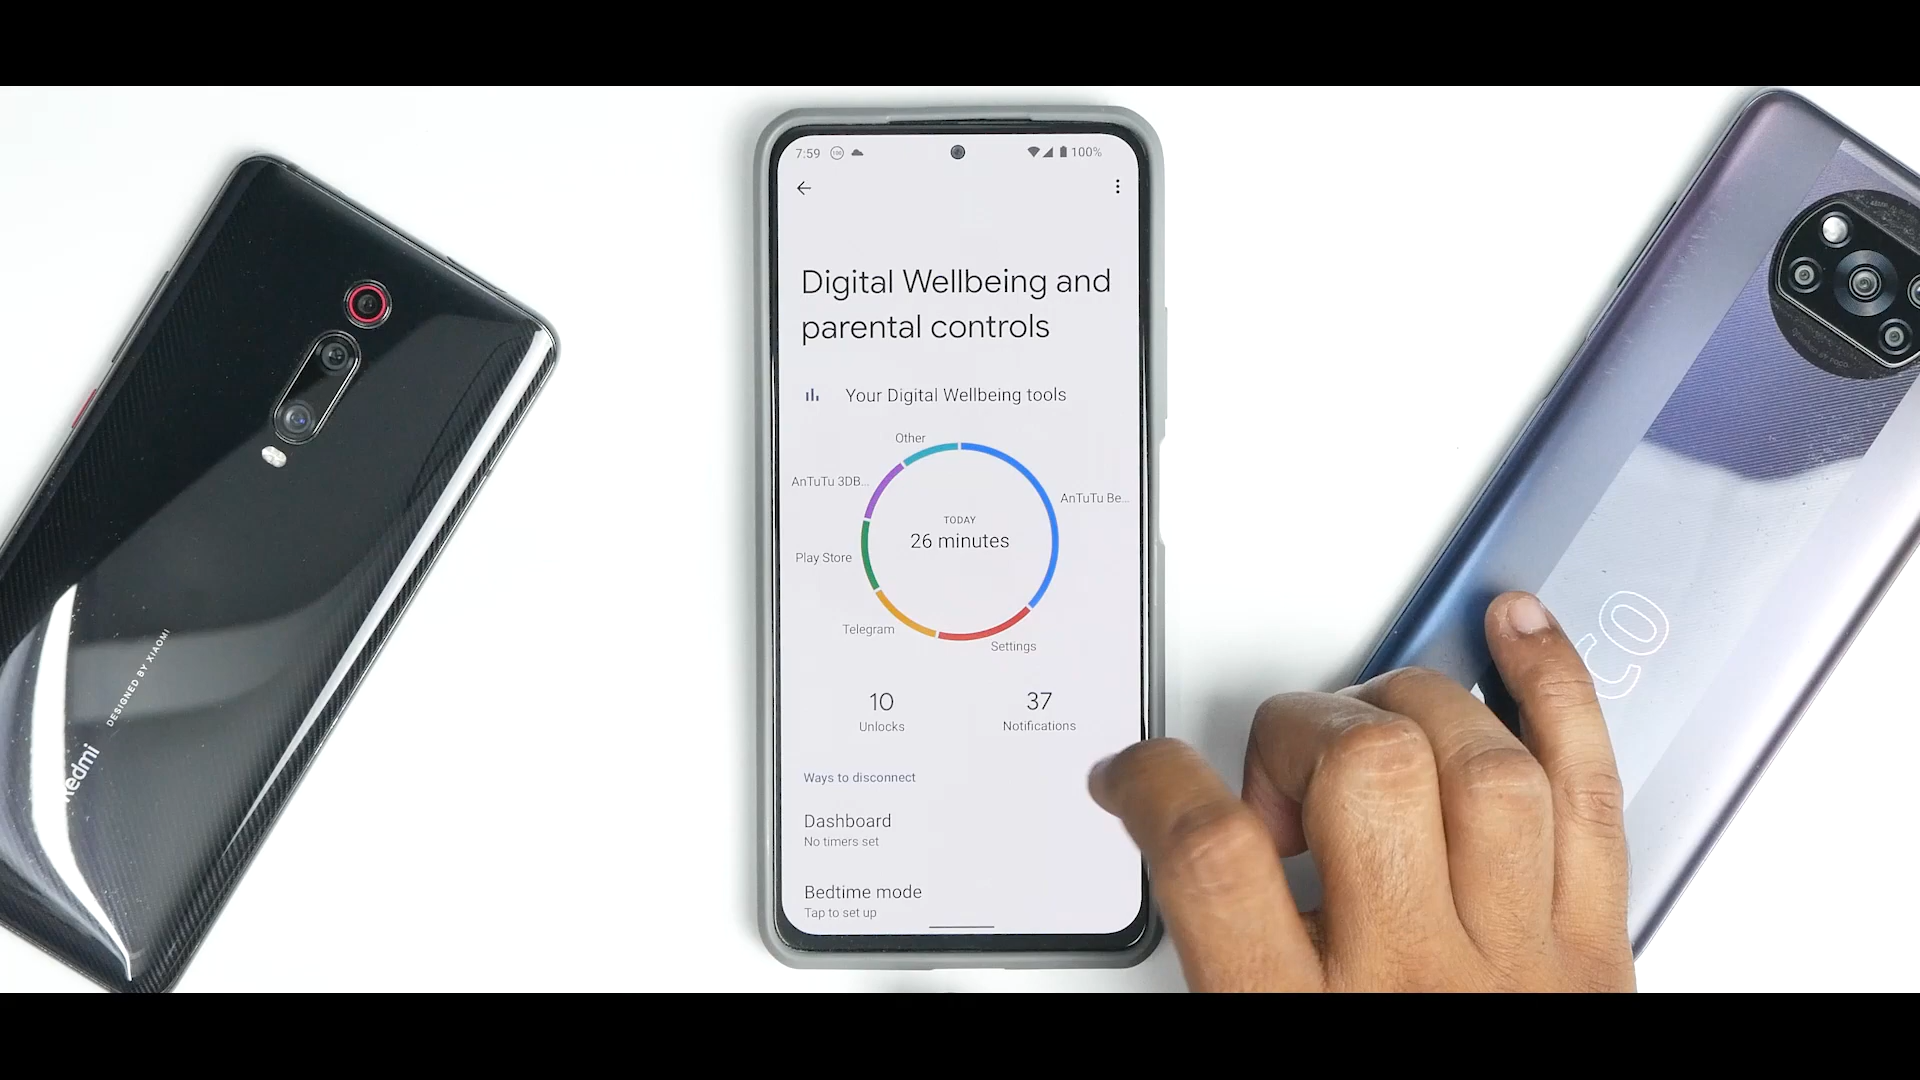 7:59
100%
Digital Wellbeing and
parental controls
Your Digital Wellbeing tools
Other
AnTuTu 3DB...
AnTuTu Be...
TODAY
26 minutes
Play Store
Telegram
Settings
10
37
Unlocks
Notifications
Ways to disconnect
Dashboard
No timers set
Bedtime mode
Tap to set up
Redmi
DESIGNED BY XIAOMI
CO